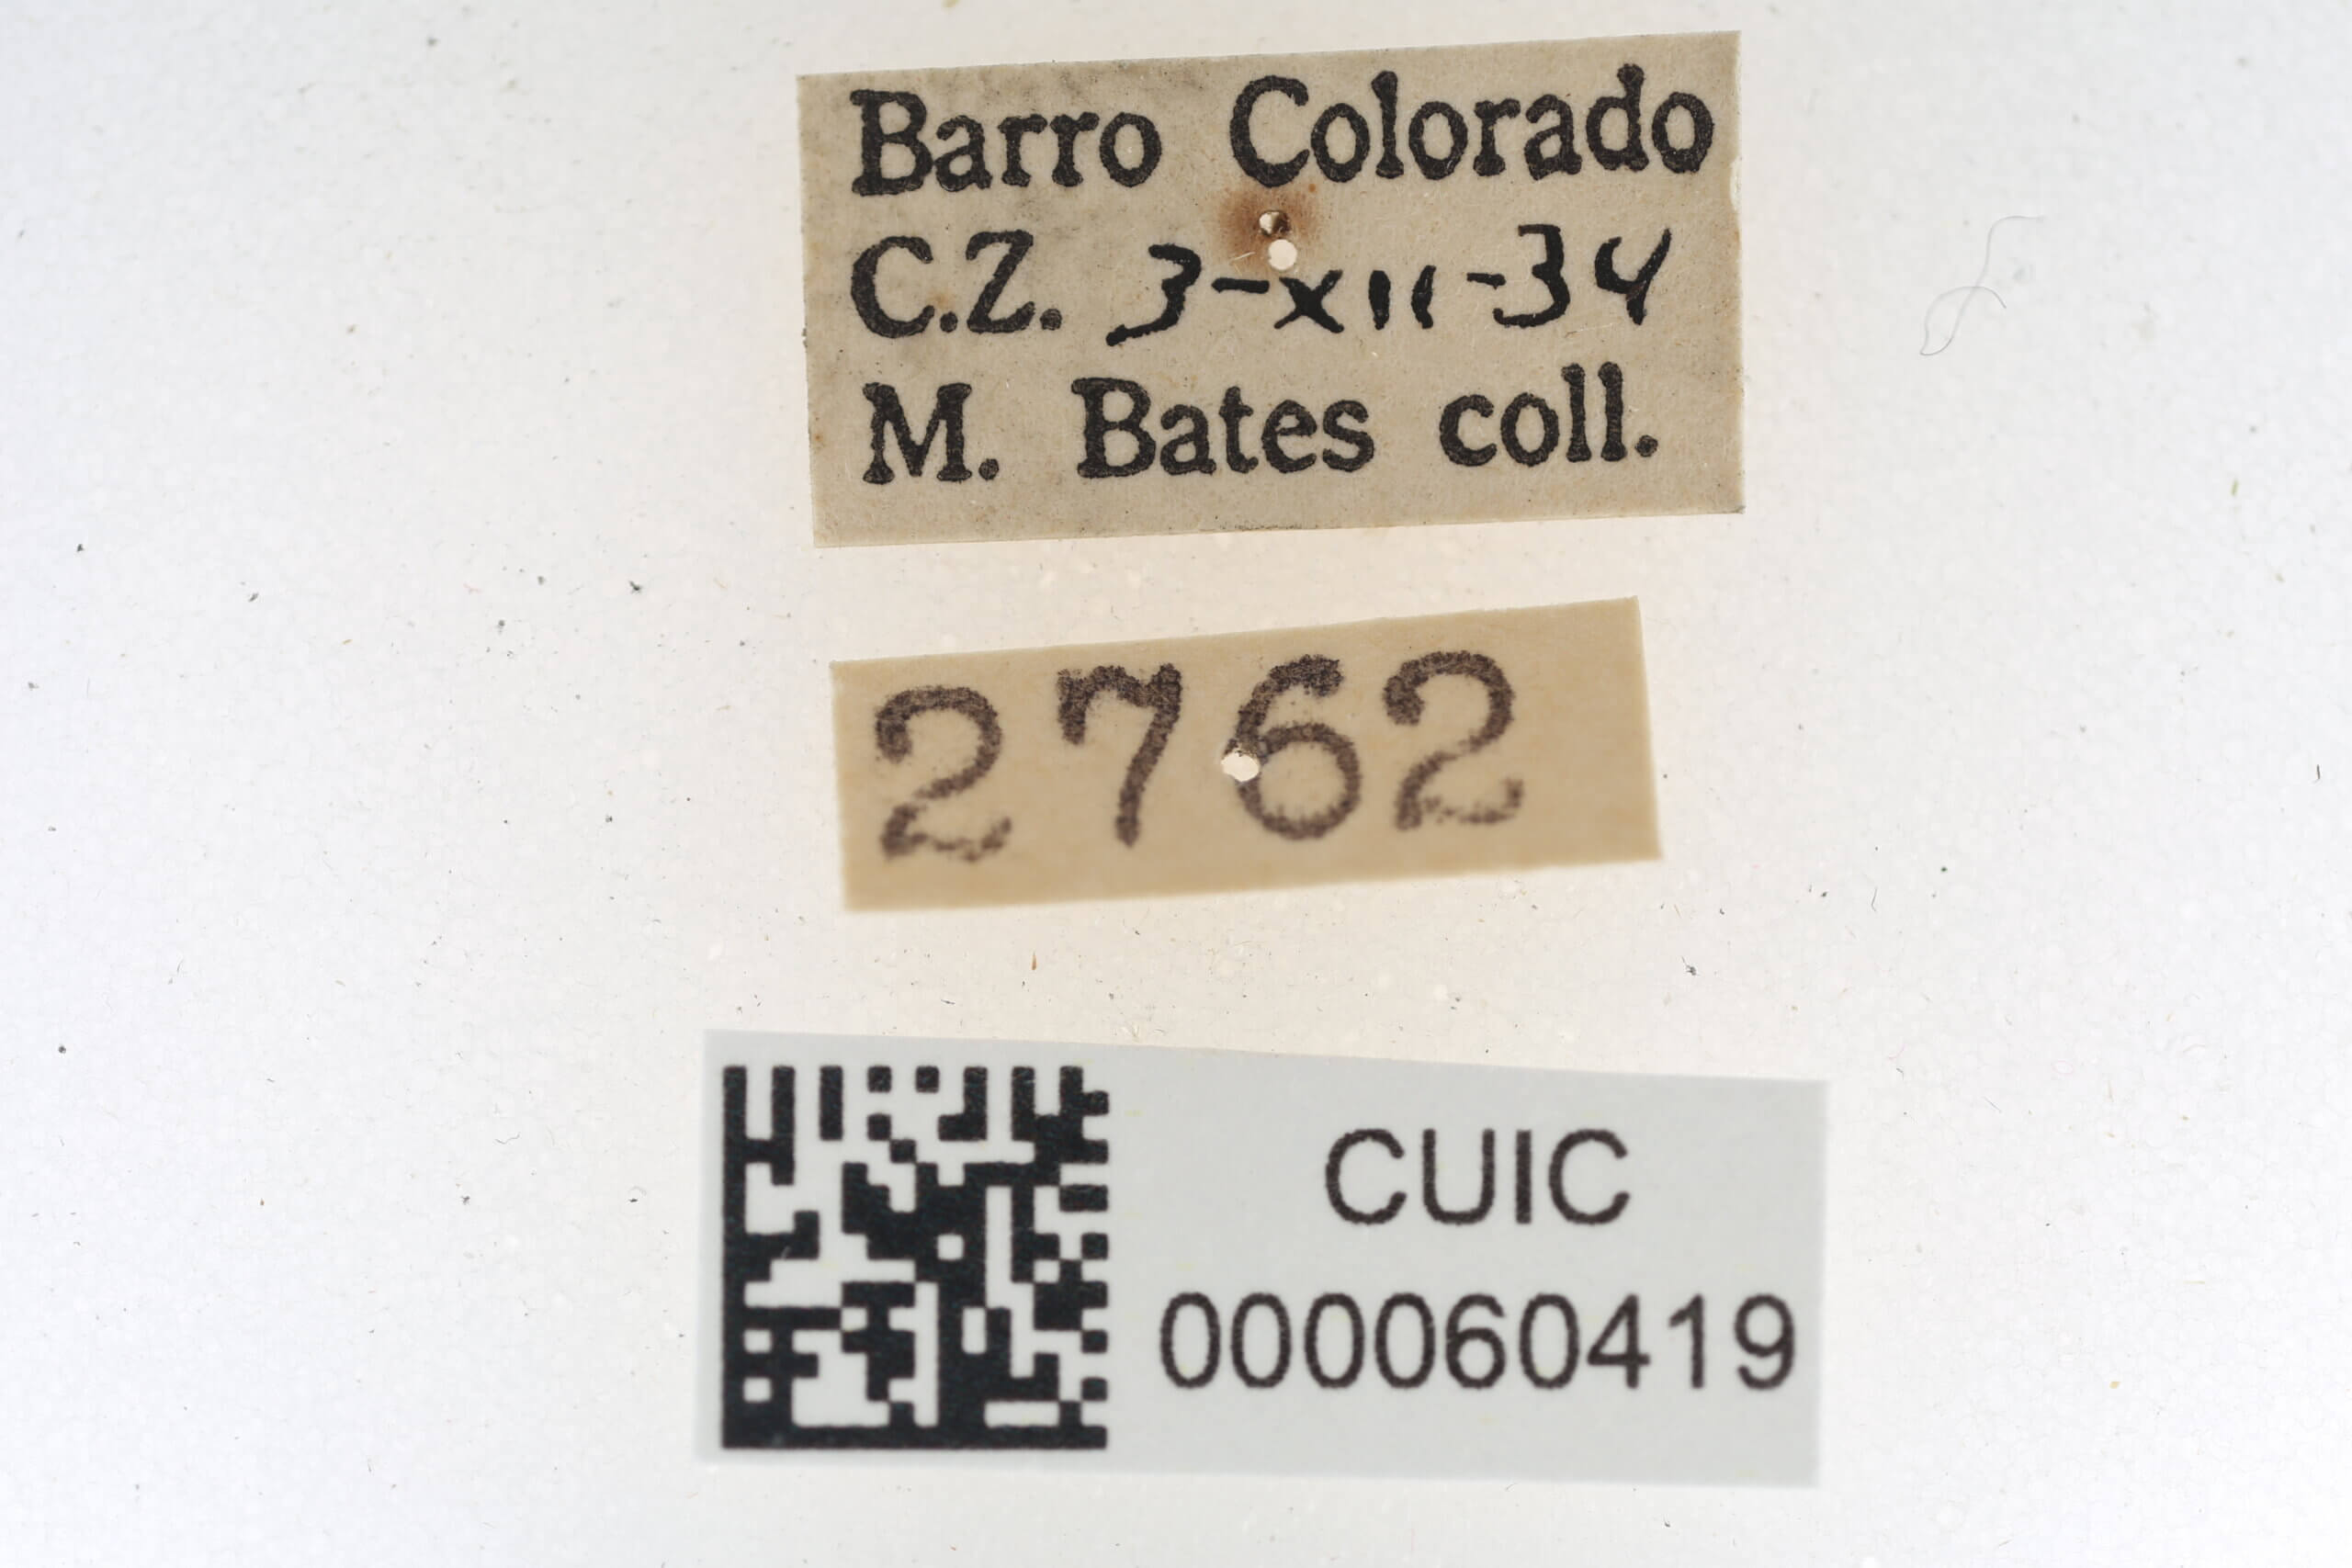 Barro Colorado
C.Z. 3-XII-34
M. Bates coll.
2762
CUIC
000060419